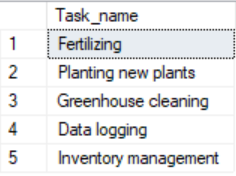 Task_name
1 Fertilizing
2 Planting new plants
3 Greenhouse cleaning
4 Data logging
5 Inventory management